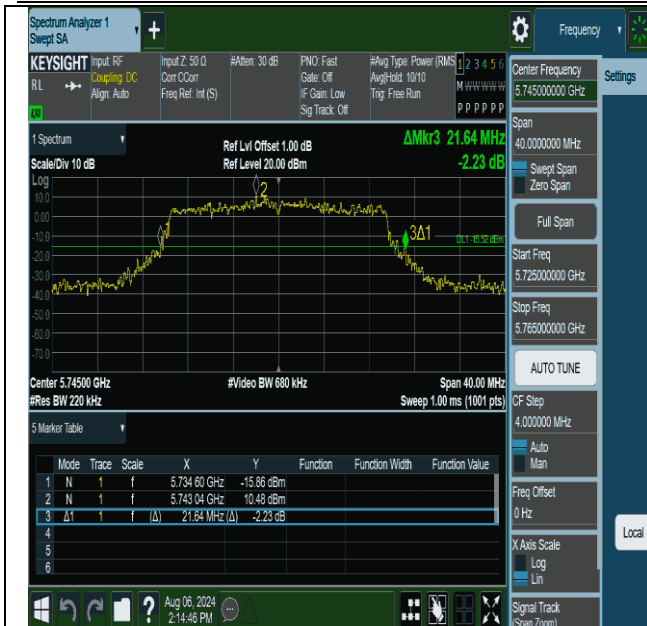 Spectrum Analyzer 1
Swept SA
+
Frequency
KEYSIGHT
RL
Input: RF
Coupling: DC
Align: Auto
Input Z: 50 Ω
Corr CCorr
Freq Ref: Int (S)
#Atten: 30 dB
PNO: Fast
Gate: Off
IF Gain: Low
Sig Track: Off
#Avg Type: Power (RMS
Avg|Hold: 10/10
Trig: Free Run
1 2 3 4 5 6
M W W W W W
P P P P P P
Settings
Center Frequency
5.745000000 GHz
Span
40.0000000 MHz
Swept Span
Zero Span
Full Span
Start Freq
5.725000000 GHz
Stop Freq
5.765000000 GHz
AUTO TUNE
CF Step
4.000000 MHz
Auto
Man
Freq Offset
0 Hz
X Axis Scale
Log
Lin
Signal Track
(Span Zoom)
Local
1 Spectrum
Scale/Div 10 dB
Ref Lvl Offset 1.00 dB
Ref Level 20.00 dBm
ΔMkr3 21.64 MHz
-2.23 dB
Log
10.0
0.00
-10.0
-20.0
-30.0
-40.0
-50.0
-60.0
-70.0
2
3Δ1
DL1 -15.52 dBm
Center 5.74500 GHz
#Video BW 680 kHz
Span 40.00 MHz
#Res BW 220 kHz
Sweep 1.00 ms (1001 pts)
5 Marker Table
Mode Trace Scale X Y Function Function Width Function Value
1 N 1 f 5.734 60 GHz -15.86 dBm
2 N 1 f 5.743 04 GHz 10.48 dBm
3 Δ1 1 f (Δ) 21.64 MHz (Δ) -2.23 dB
4
5
6
?
Aug 06, 2024
2:14:46 PM